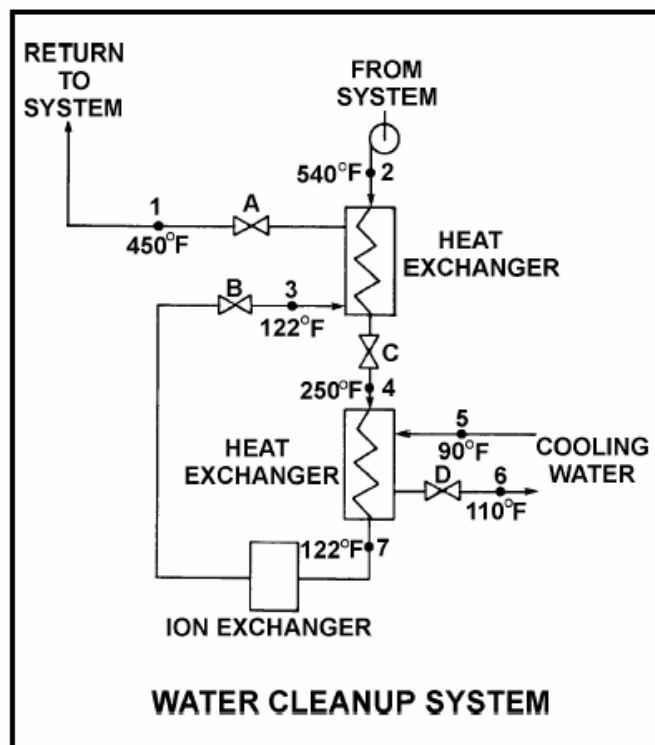 RETURN
TO
SYSTEM
FROM
SYSTEM
540°F 2
1
A
450°F
HEAT
EXCHANGER
B
3
122°F
C
250°F 4
HEAT
EXCHANGER
5
90°F
COOLING
WATER
D
6
110°F
122°F 7
ION EXCHANGER
WATER CLEANUP SYSTEM